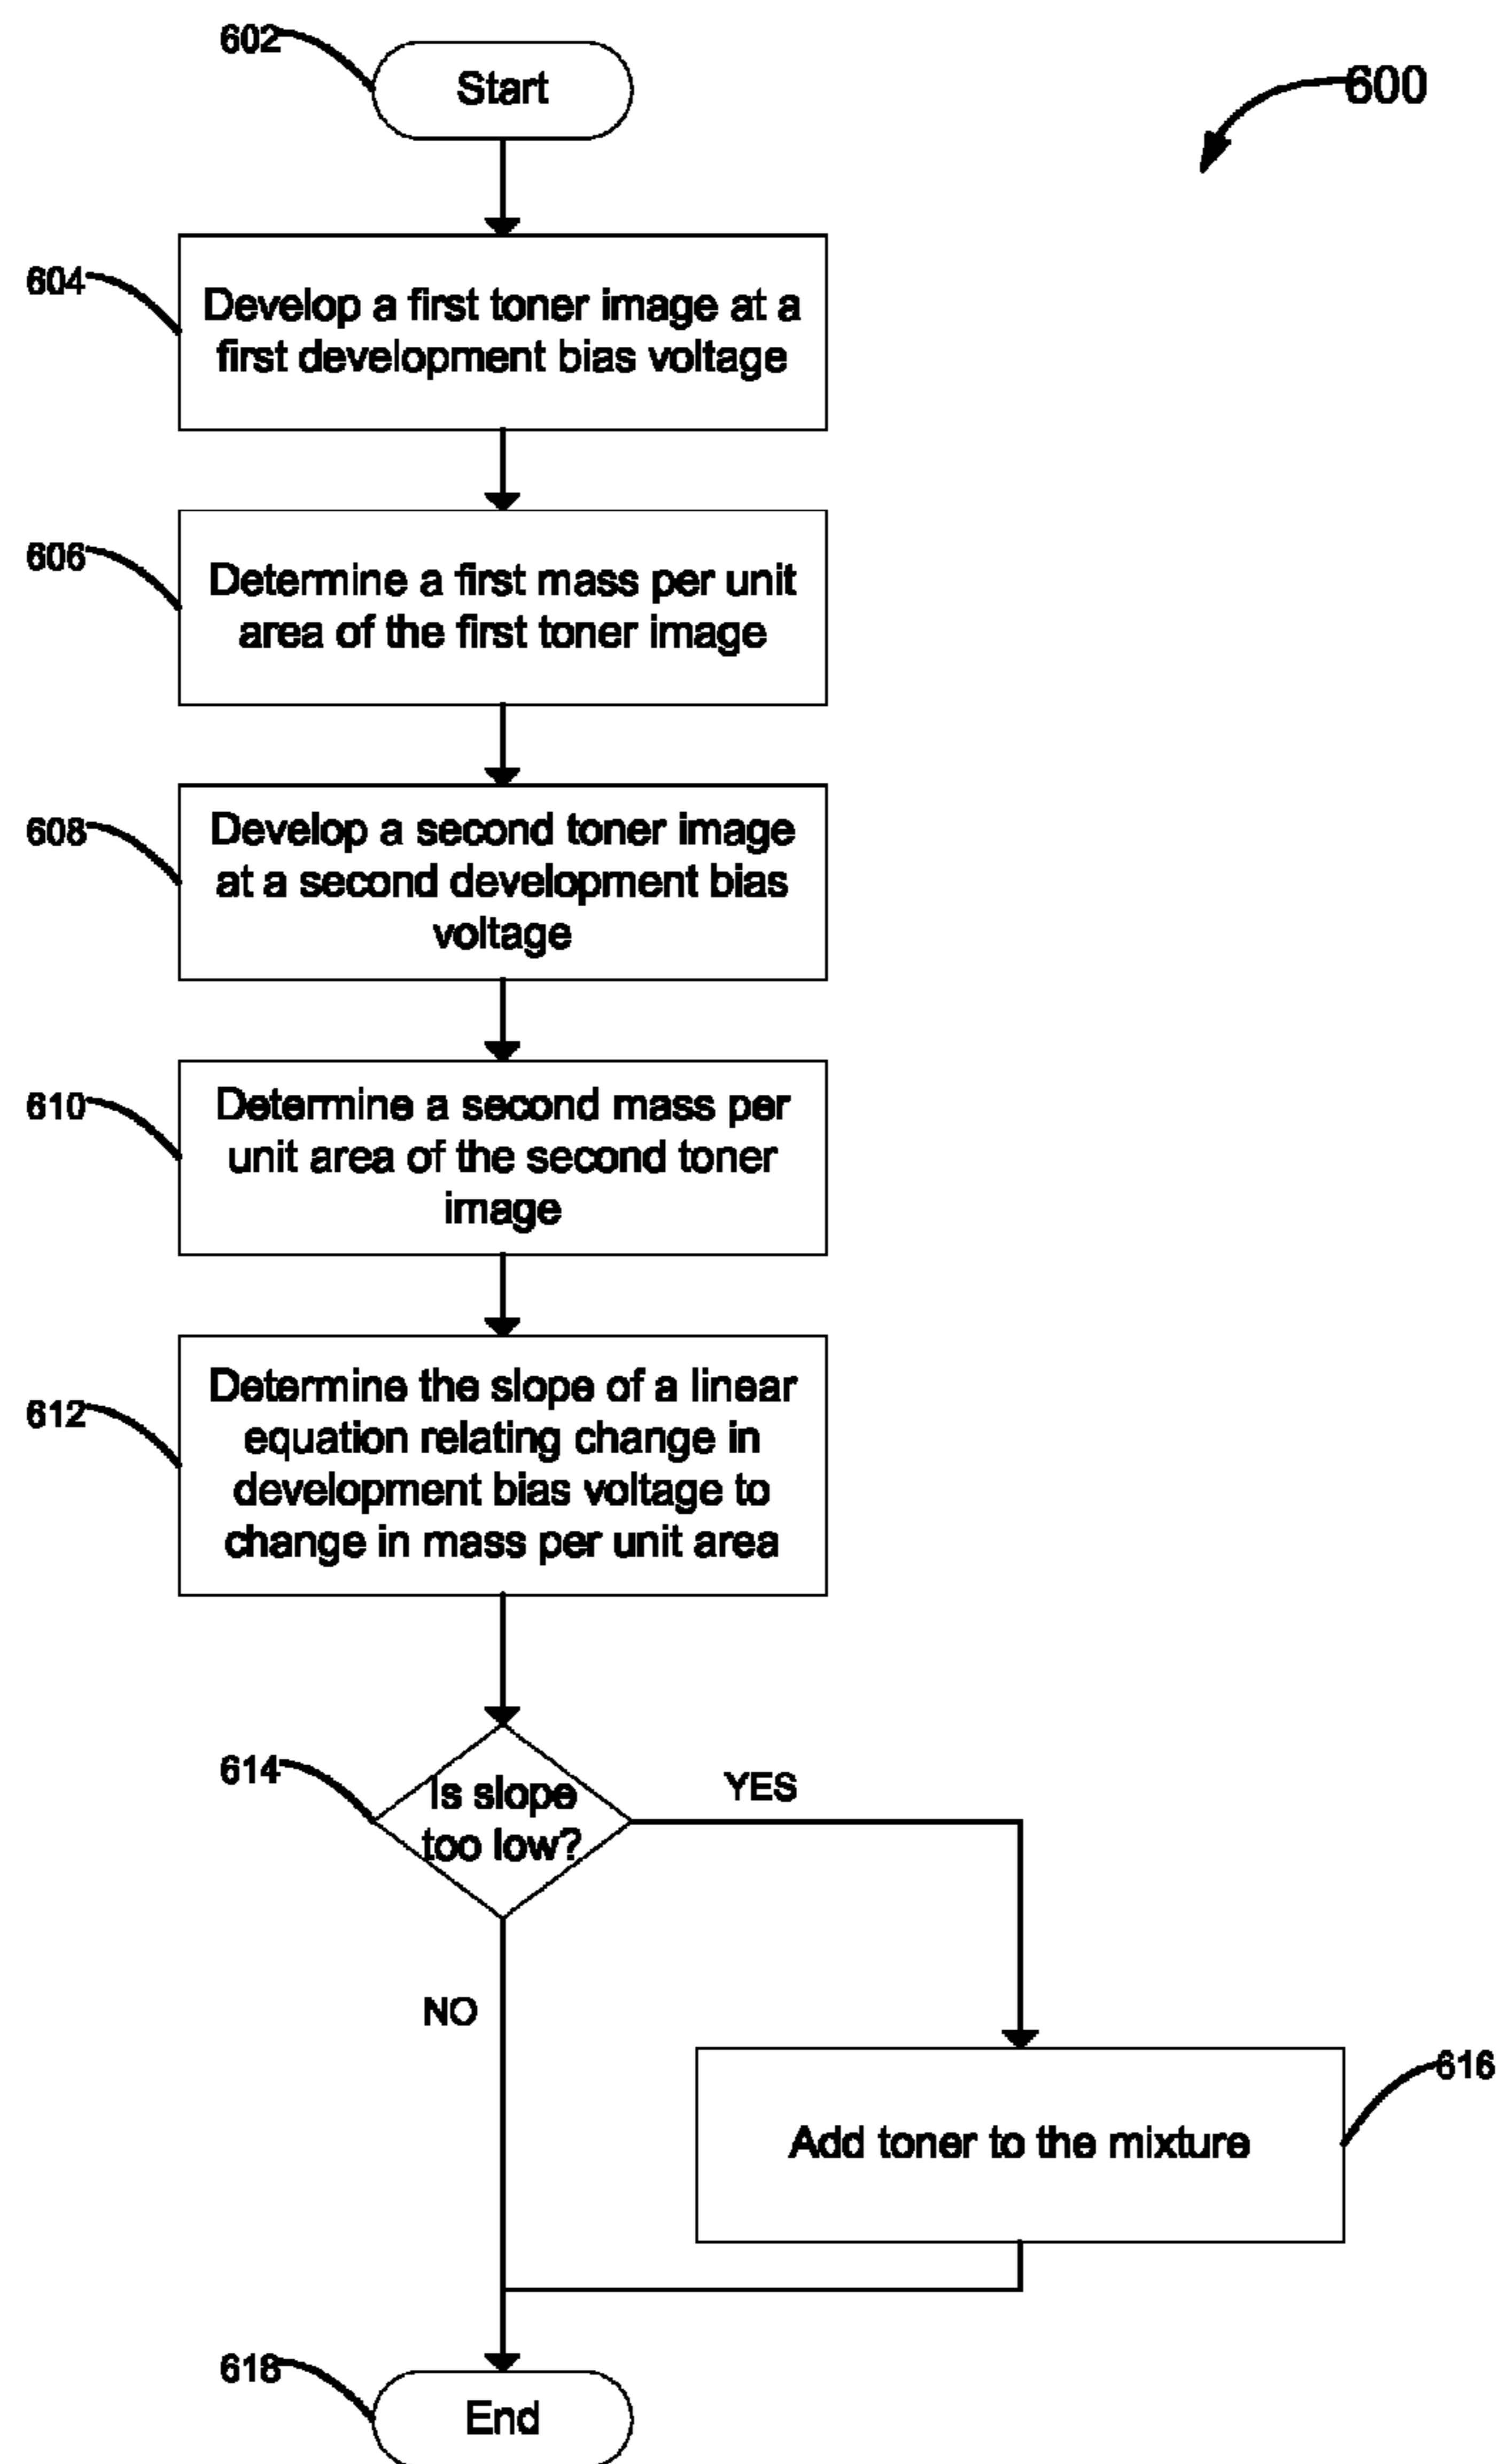 602
Start
600
604
Develop a first toner image at a
first development bias voltage
606
Determine a first mass per unit
area of the first toner image
608
Develop a second toner image
at a second development bias
voltage
610
Determine a second mass per
unit area of the second toner
image
612
Determine the slope of a linear
equation relating change in
development bias voltage to
change in mass per unit area
614
Is slope
too low?
YES
NO
616
Add toner to the mixture
618
End